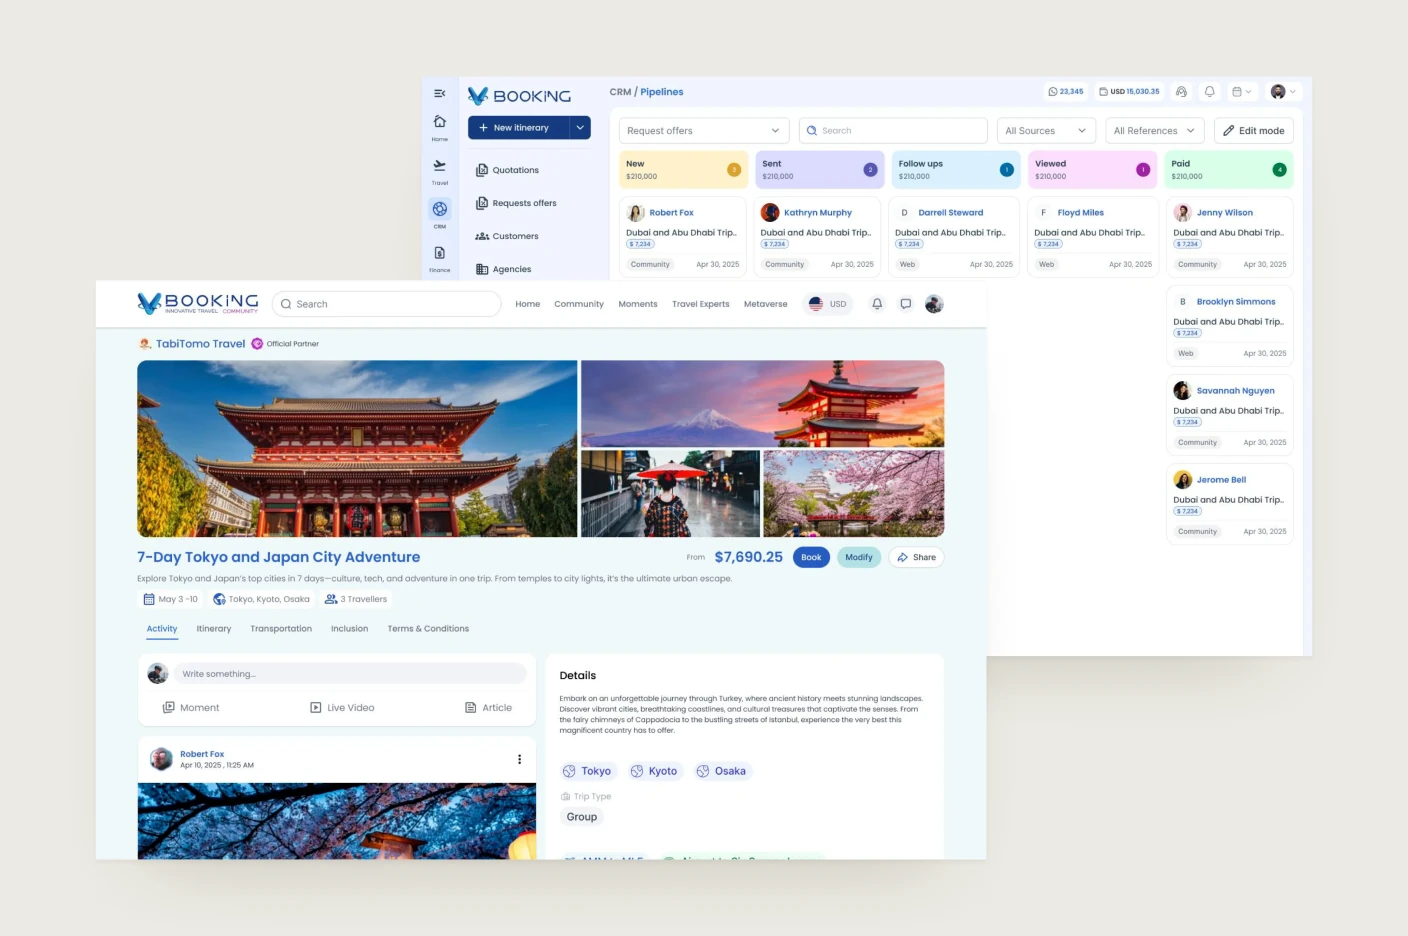 BOOKING
CRM / Pipelines
23,345
USD 15,030.35
Home
Travel
CRM
Finance
New itinerary
Quotations
Requests offers
Customers
Agencies
Request offers
Search
All Sources
All References
Edit mode
New
$210,000
3
Sent
$210,000
2
Follow ups
$210,000
1
Viewed
$210,000
1
Paid
$210,000
4
Robert Fox
Dubai and Abu Dhabi Trip..
$ 7,234
Community
Apr 30, 2025
Kathryn Murphy
Dubai and Abu Dhabi Trip..
$ 7,234
Community
Apr 30, 2025
D
Darrell Steward
Dubai and Abu Dhabi Trip..
$ 7,234
Web
Apr 30, 2025
F
Floyd Miles
Dubai and Abu Dhabi Trip..
$ 7,234
Web
Apr 30, 2025
Jenny Wilson
Dubai and Abu Dhabi Trip..
$ 7,234
Community
Apr 30, 2025
B
Brooklyn Simmons
Dubai and Abu Dhabi Trip..
$ 7,234
Web
Apr 30, 2025
Savannah Nguyen
Dubai and Abu Dhabi Trip..
$ 7,234
Community
Apr 30, 2025
Jerome Bell
Dubai and Abu Dhabi Trip..
$ 7,234
Community
Apr 30, 2025
BOOKING
INNOVATIVE TRAVEL COMMUNITY
Search
Home
Community
Moments
Travel Experts
Metaverse
USD
TabiTomo Travel
Official Partner
7-Day Tokyo and Japan City Adventure
From
$7,690.25
Book
Modify
Share
Explore Tokyo and Japan's top cities in 7 days—culture, tech, and adventure in one trip. From temples to city lights, it's the ultimate urban escape.
May 3 -10
Tokyo, Kyoto, Osaka
3 Travellers
Activity
Itinerary
Transportation
Inclusion
Terms & Conditions
Write something...
Moment
Live Video
Article
Robert Fox
Apr 10, 2025 , 11:25 AM
Details
Embark on an unforgettable journey through Turkey, where ancient history meets stunning landscapes.
Discover vibrant cities, breathtaking coastlines, and cultural treasures that captivate the senses. From
the fairy chimneys of Cappadocia to the bustling streets of Istanbul, experience the very best this
magnificent country has to offer.
Tokyo
Kyoto
Osaka
Trip Type
Group